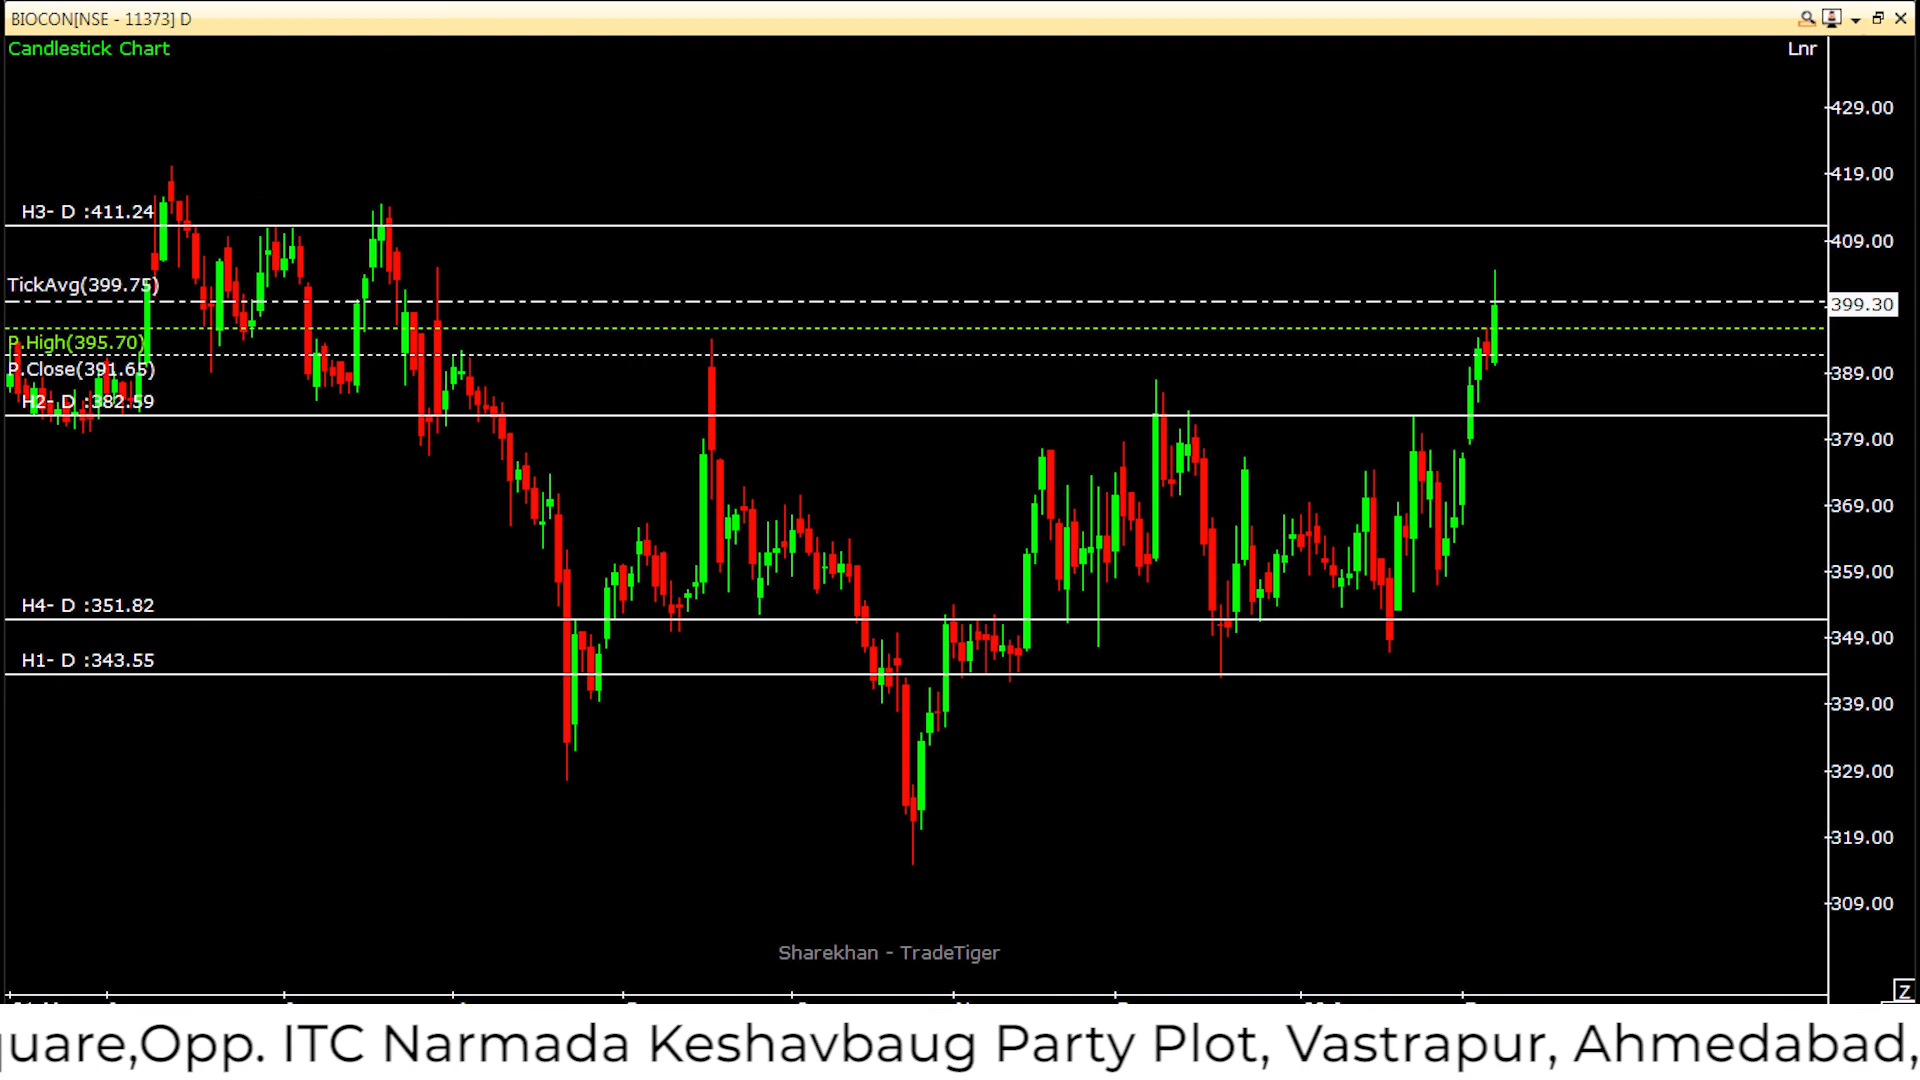 BIOCON[NSE - 11373] D
Candlestick Chart
Lnr
429.00
419.00
H3- D :411.24
409.00
TickAvg(399.75)
399.30
P.High(395.70)
P.Close(391.65)
389.00
H2- D :382.59
379.00
369.00
359.00
H4- D :351.82
349.00
H1- D :343.55
339.00
329.00
319.00
309.00
Sharekhan - TradeTiger
Z
quare,Opp. ITC Narmada Keshavbaug Party Plot, Vastrapur, Ahmedabad,